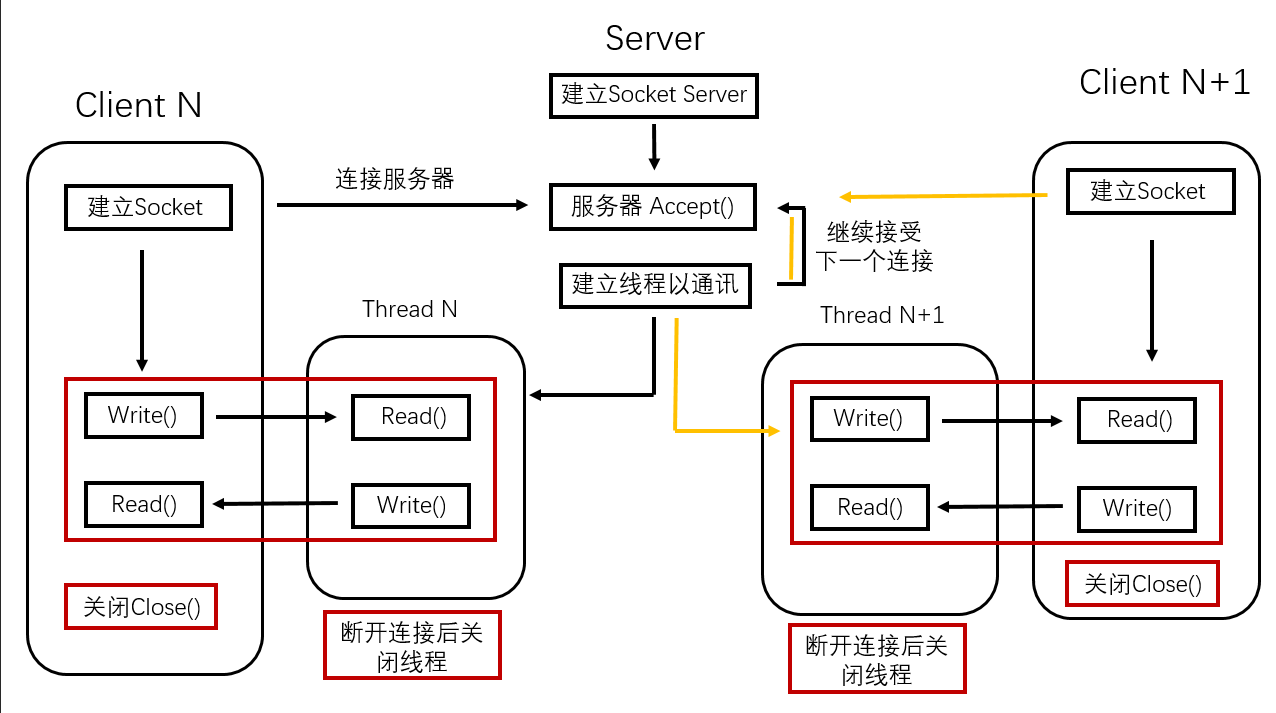 Server
Client N
Client N+1
建立Socket Server
连接服务器
建立Socket
服务器 Accept()
建立Socket
继续接受
下一个连接
建立线程以通讯
Thread N
Thread N+1
Write()
Read()
Read()
Write()
Write()
Read()
Read()
Write()
关闭Close()
断开连接后关
闭线程
关闭Close()
断开连接后关
闭线程